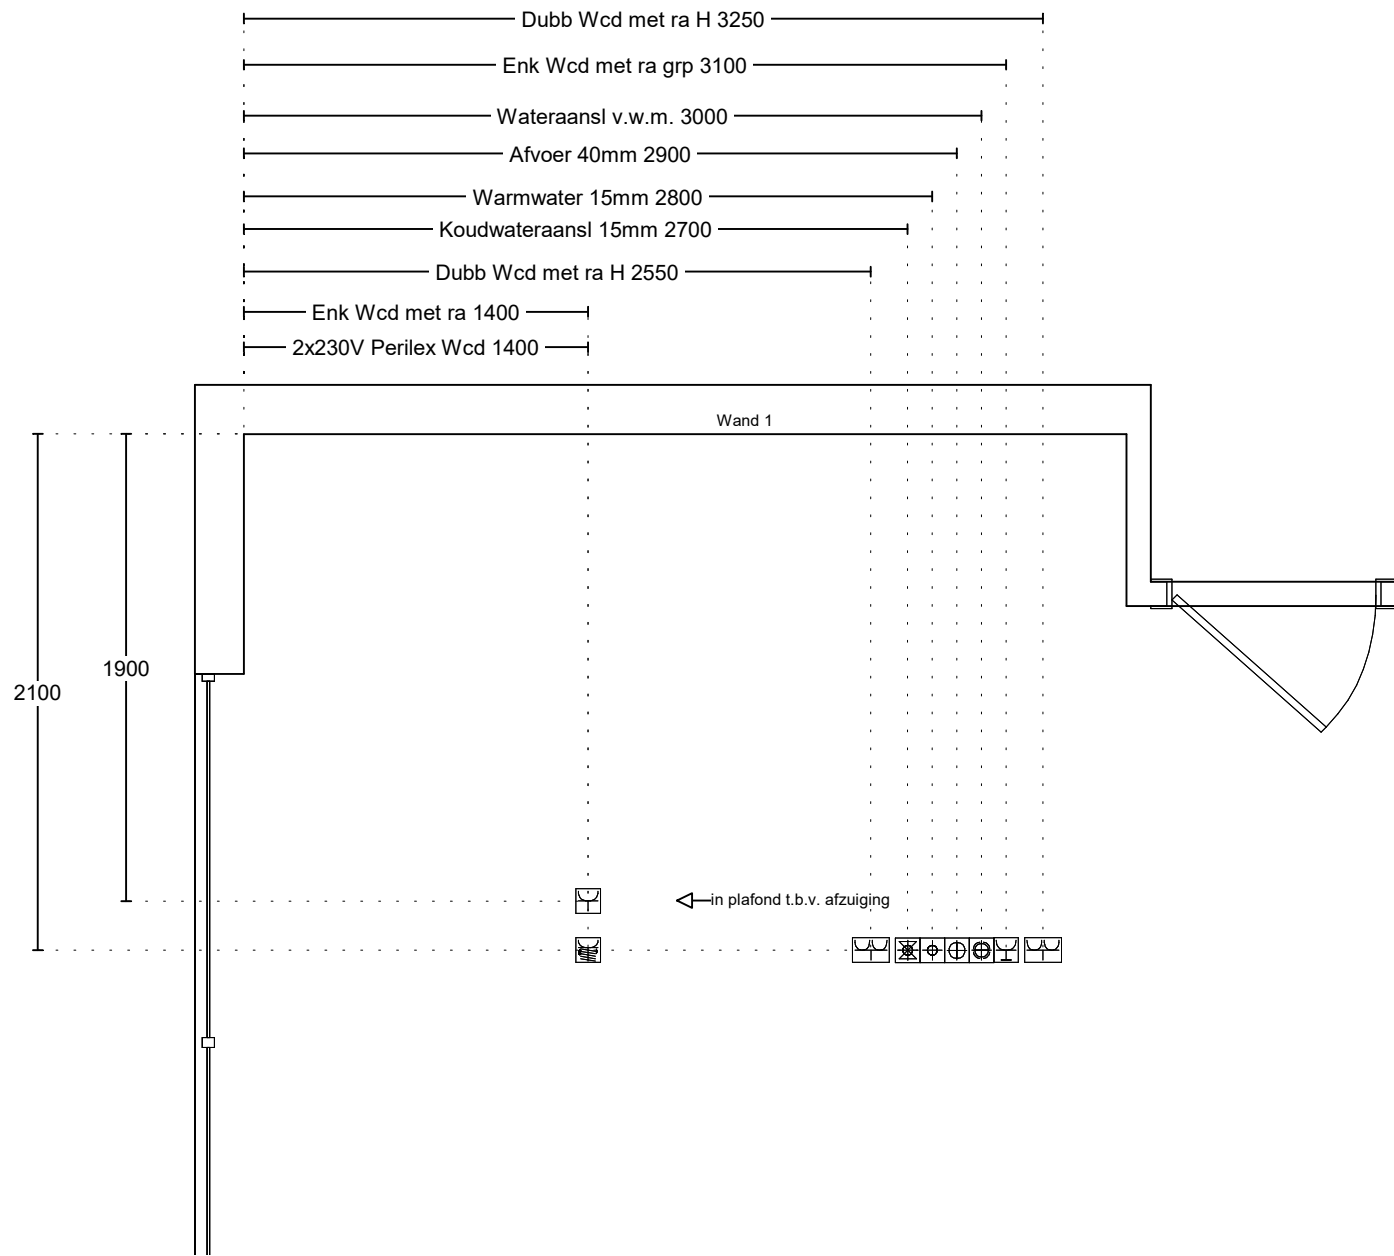 Dubb Wcd met ra H 3250
Enk Wcd met ra grp 3100
Wateraansl v.w.m. 3000
Afvoer 40mm 2900
Warmwater 15mm 2800
Koudwateraansl 15mm 2700
Dubb Wcd met ra H 2550
Enk Wcd met ra 1400
2x230V Perilex Wcd 1400
Wand 1
1900
2100
in plafond t.b.v. afzuiging